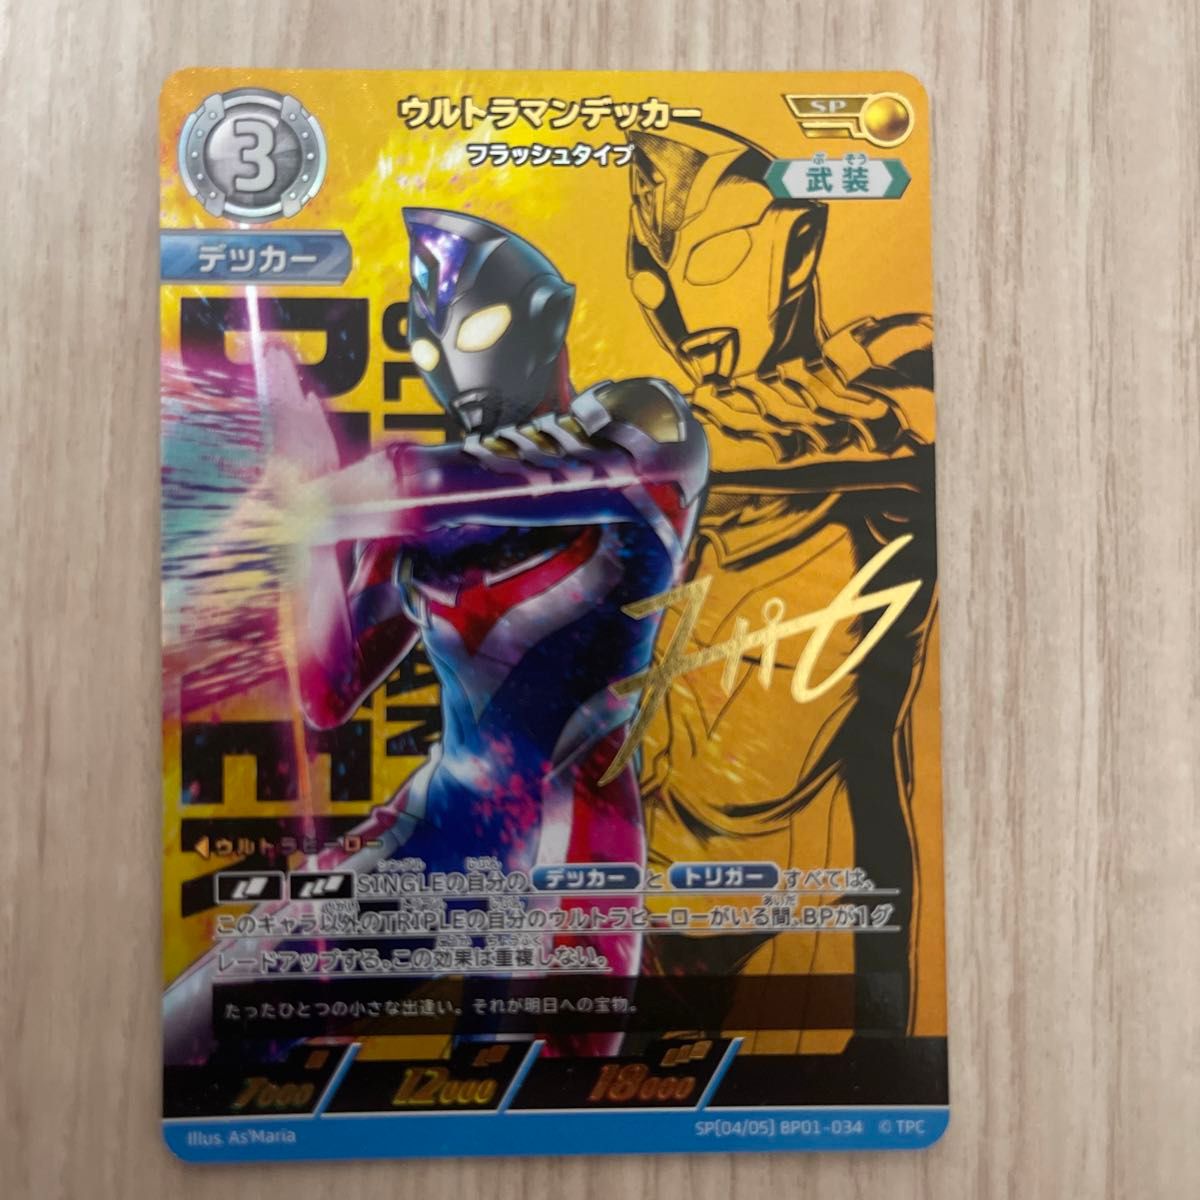 3
ウルトラマンデッカー
フラッシュタイプ
SP
ぶそう
武装
デッカー
ULTRAMAN
DECKER
ウルトラヒーロー
SINGLEの自分のデッカーとトリガーすべては、
このキャラ以外のTRIPLEの自分のウルトラヒーローがいる間、BPが1グ
レードアップする。この効果は重複しない。
たったひとつの小さな出逢い。それが明日への宝物。
7000 12000 18000
Illus. As'Maria
SP[04/05] BP01-034 © TPC